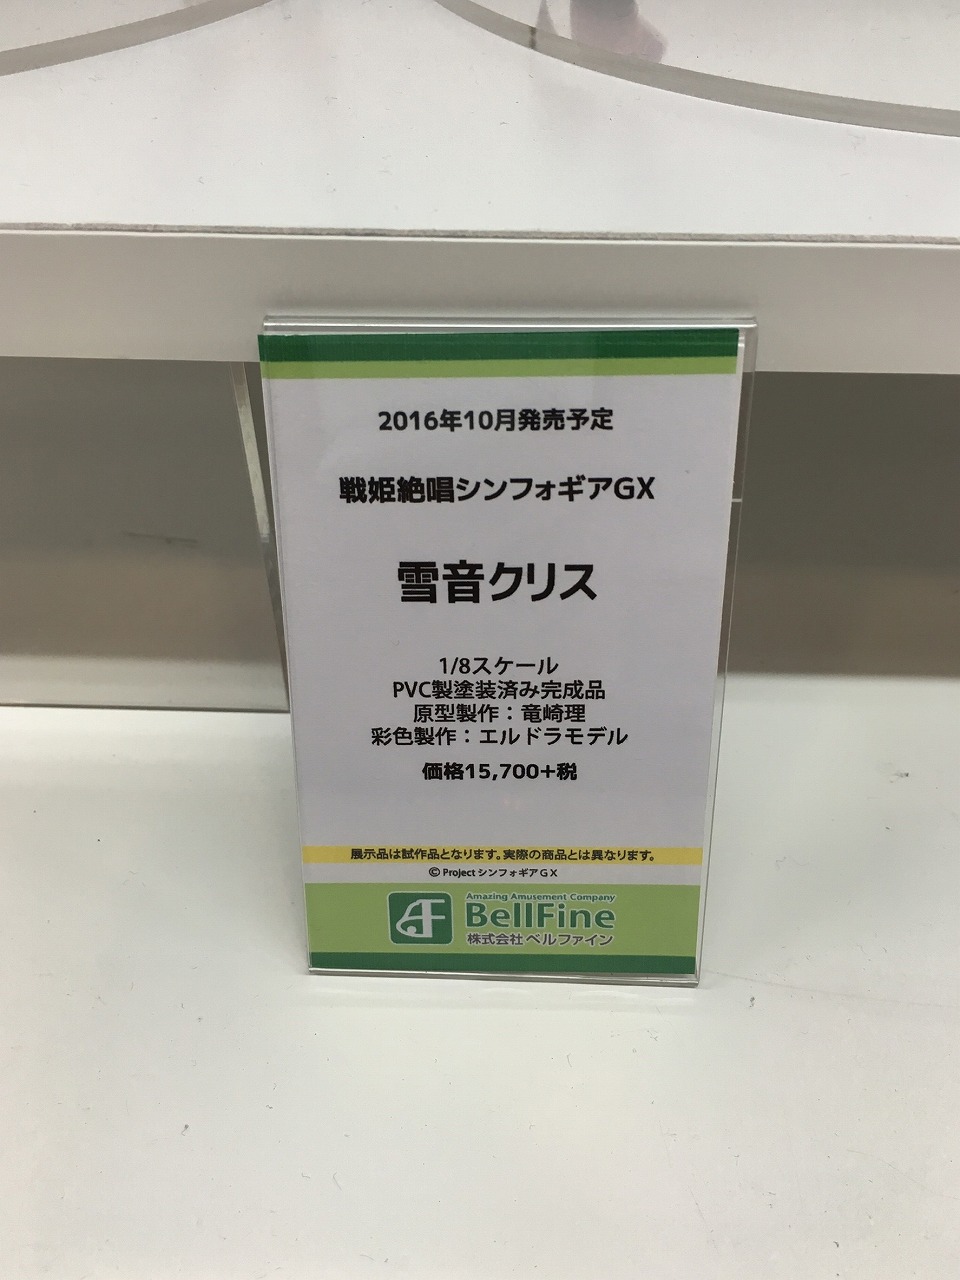 2016年10月発売予定
戦姫絶唱シンフォギアGX
雪音クリス
1/8スケール
PVC製塗装済み完成品
原型製作：竜崎理
彩色製作：エルドラモデル
価格15,700+税
展示品は試作品となります。実際の商品とは異なります。
© Project シンフォギアGX
Amazing Amusement Company
BellFine
株式会社 ベルファイン